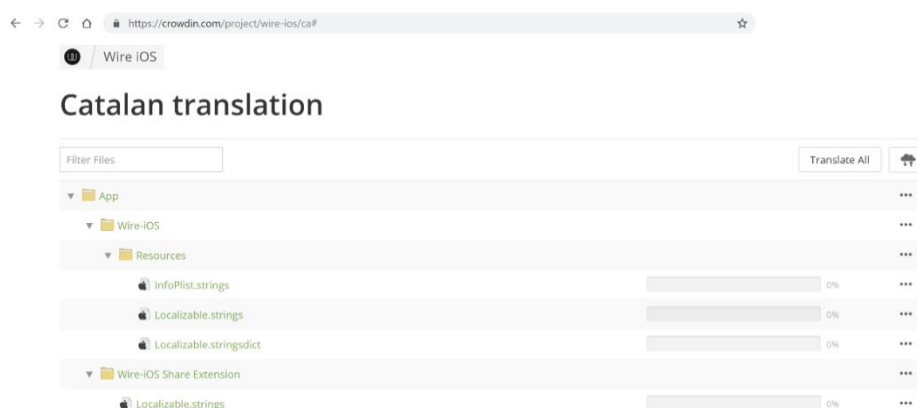 https://crowdin.com/project/wire-ios/ca#
Wire iOS
Catalan translation
Filter Files
Translate All
App
Wire-iOS
Resources
InfoPlist.strings 0%
Localizable.strings 0%
Localizable.stringsdict 0%
Wire-iOS Share Extension
Localizable.strings 0%